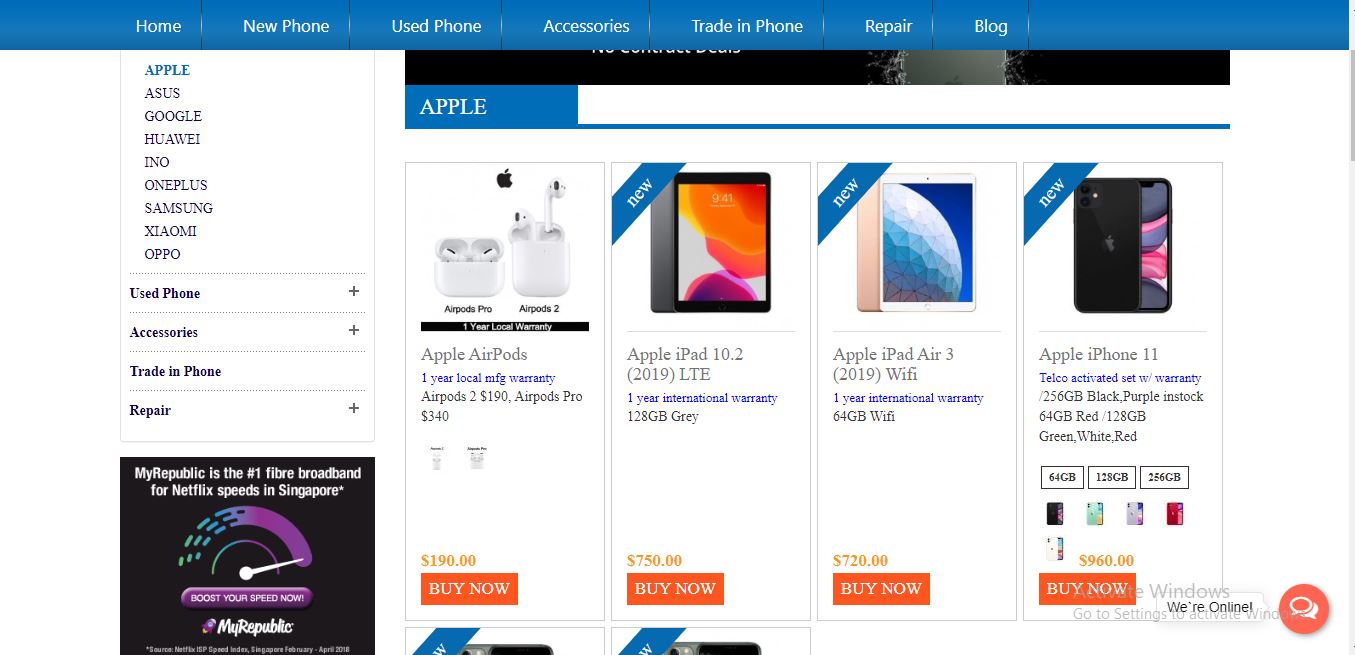 Home
New Phone
Used Phone
Accessories
Trade in Phone
Repair
Blog
No Contract Deals
APPLE
ASUS
GOOGLE
HUAWEI
INO
ONEPLUS
SAMSUNG
XIAOMI
OPPO
Used Phone +
Accessories +
Trade in Phone
Repair +
MyRepublic is the #1 fibre broadband
for Netflix speeds in Singapore*
BOOST YOUR SPEED NOW!
MyRepublic
*Source: Netflix ISP Speed Index, Singapore February - April 2018
APPLE
Airpods Pro
Airpods 2
1 Year Local Warranty
Apple AirPods
1 year local mfg warranty
Airpods 2 $190, Airpods Pro
$340
Airpods 2
Airpods Pro
$190.00
BUY NOW
new
9:41
Apple iPad 10.2
(2019) LTE
1 year international warranty
128GB Grey
$750.00
BUY NOW
new
Apple iPad Air 3
(2019) Wifi
1 year international warranty
64GB Wifi
$720.00
BUY NOW
new
Apple iPhone 11
Telco activated set w/ warranty
/256GB Black,Purple instock
64GB Red /128GB
Green,White,Red
64GB
128GB
256GB
$960.00
BUY NOW
Activate Windows
Go to Settings to activate Windows.
We`re Online!